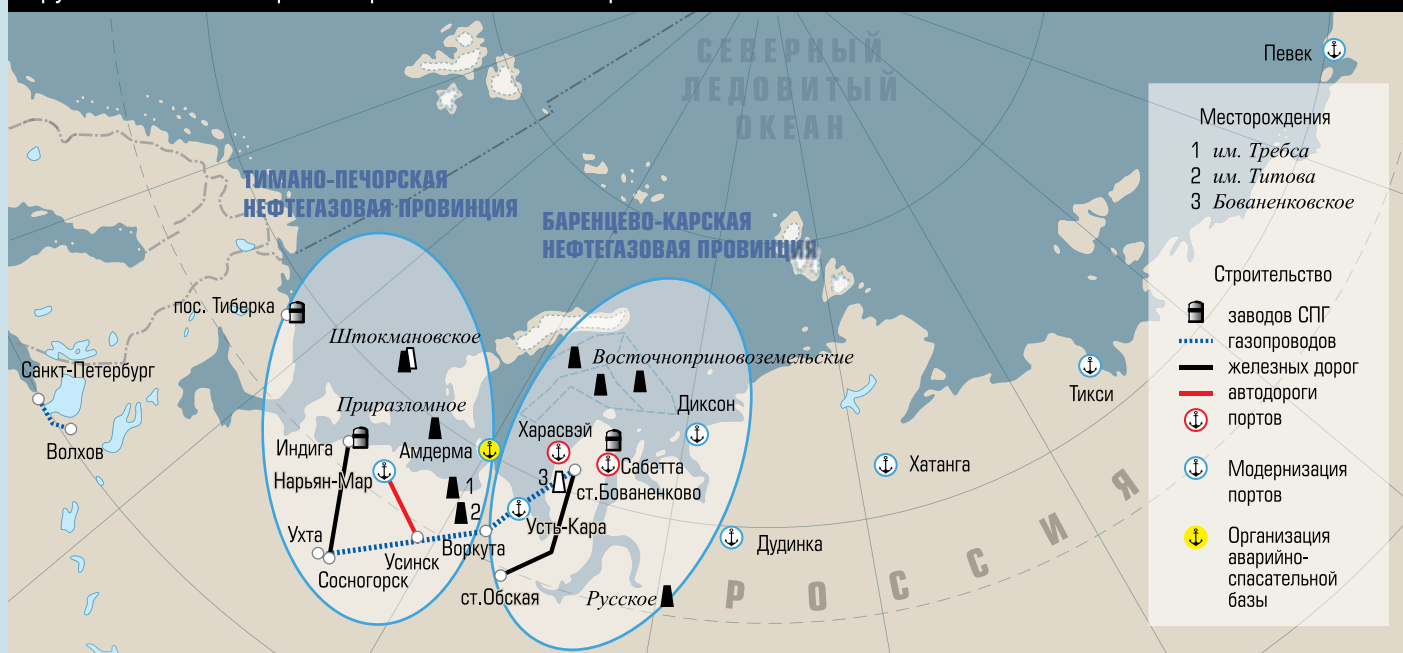 СЕВЕРНЫЙ
ЛЕДОВИТЫЙ
ОКЕАН
Певек
Месторождения
1 им. Требса
2 им. Титова
3 Бованенковское
ТИМАНО-ПЕЧОРСКАЯ
НЕФТЕГАЗОВАЯ ПРОВИНЦИЯ
БАРЕНЦЕВО-КАРСКАЯ
НЕФТЕГАЗОВАЯ ПРОВИНЦИЯ
Строительство
заводов СПГ
газопроводов
железных дорог
автодороги
портов
Модернизация
портов
Организация
аварийно-
спасательной
базы
пос. Тиберка
Штокмановское
Восточноприновоземельские
Санкт-Петербург
Волхов
Приразломное
Диксон
Тикси
Индига
Амдерма
Харасвэй
Нарьян-Мар
Сабетта
Хатанга
1
3
ст.Бованенково
2
Усть-Кара
Ухта
Усинск
Воркута
Дудинка
Сосногорск
ст.Обская
Русское
РОССИЯ